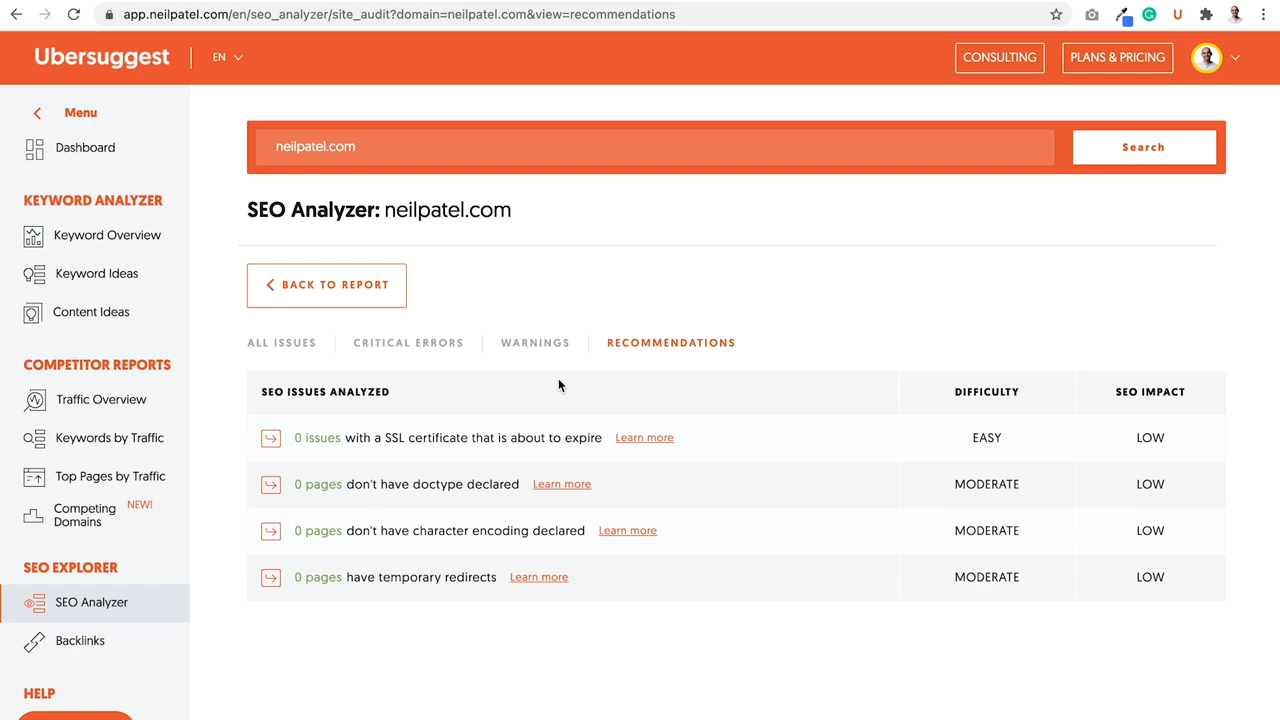 app.neilpatel.com/en/seo_analyzer/site_audit?domain=neilpatel.com&view=recommendations
Ubersuggest
EN
CONSULTING
PLANS & PRICING
Menu
Dashboard
KEYWORD ANALYZER
Keyword Overview
Keyword Ideas
Content Ideas
COMPETITOR REPORTS
Traffic Overview
Keywords by Traffic
Top Pages by Traffic
Competing Domains NEW!
SEO EXPLORER
SEO Analyzer
Backlinks
HELP
neilpatel.com
Search
SEO Analyzer: neilpatel.com
BACK TO REPORT
ALL ISSUES CRITICAL ERRORS WARNINGS RECOMMENDATIONS
SEO ISSUES ANALYZED DIFFICULTY SEO IMPACT
0 issues with a SSL certificate that is about to expire Learn more EASY LOW
0 pages don't have doctype declared Learn more MODERATE LOW
0 pages don't have character encoding declared Learn more MODERATE LOW
0 pages have temporary redirects Learn more MODERATE LOW